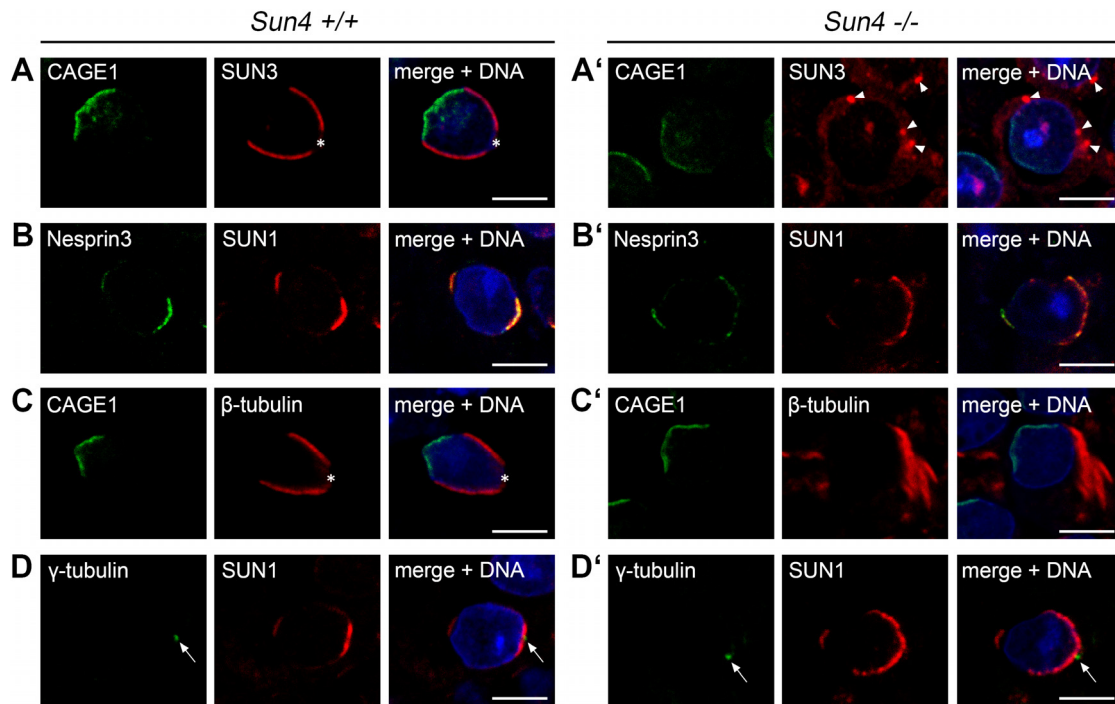 Sun4 +/+
Sun4 -/-
A CAGE1 SUN3 merge + DNA A‘ CAGE1 SUN3 merge + DNA
* *
B Nesprin3 SUN1 merge + DNA B‘ Nesprin3 SUN1 merge + DNA
C CAGE1 β-tubulin merge + DNA C‘ CAGE1 β-tubulin merge + DNA
* *
D γ-tubulin SUN1 merge + DNA D‘ γ-tubulin SUN1 merge + DNA